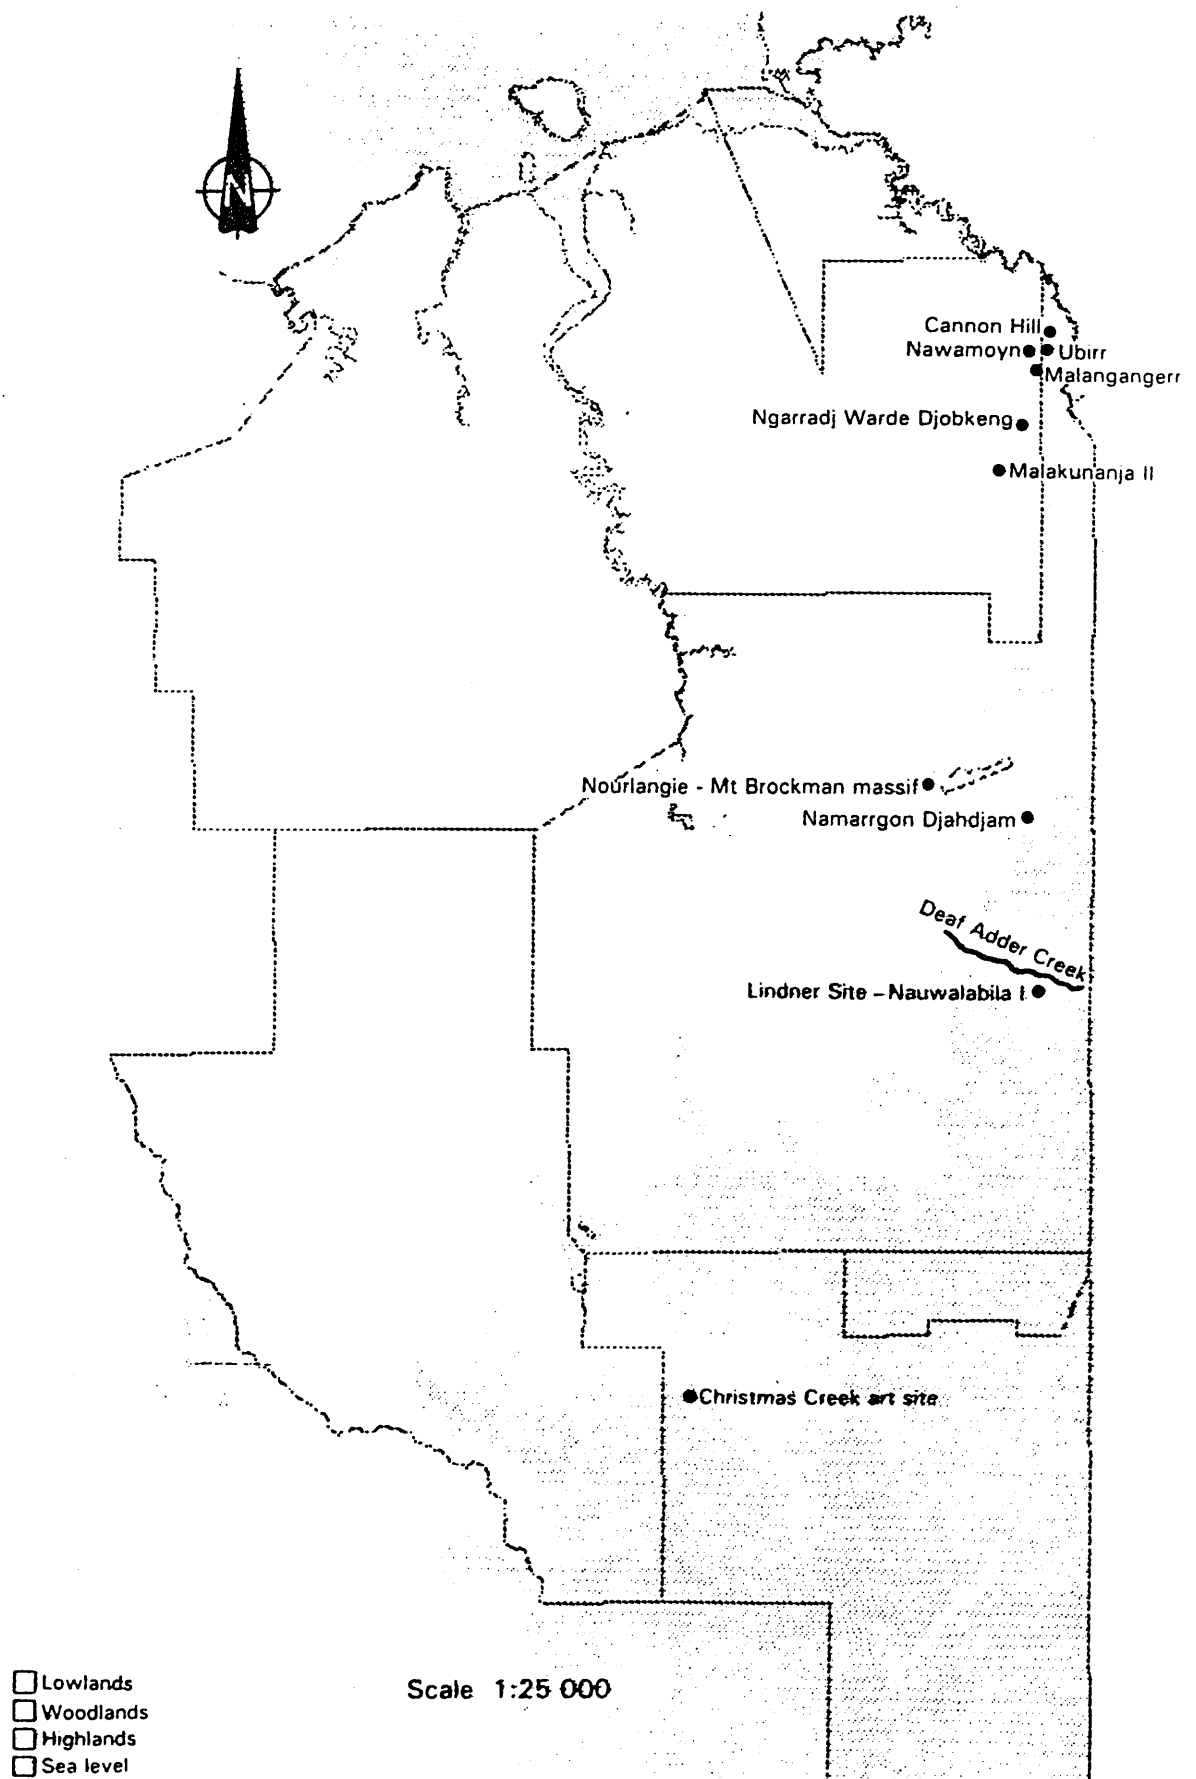 N
Cannon Hill
Nawamoyn
Ubirr
Malangangerr
Ngarradj Warde Djobkeng
Malakunanja II
Nourlangie - Mt Brockman massif
Namarrgon Djahdjam
Deaf Adder Creek
Lindner Site – Nauwalabila I
Christmas Creek art site
Lowlands
Woodlands
Highlands
Sea level
Scale 1:25 000